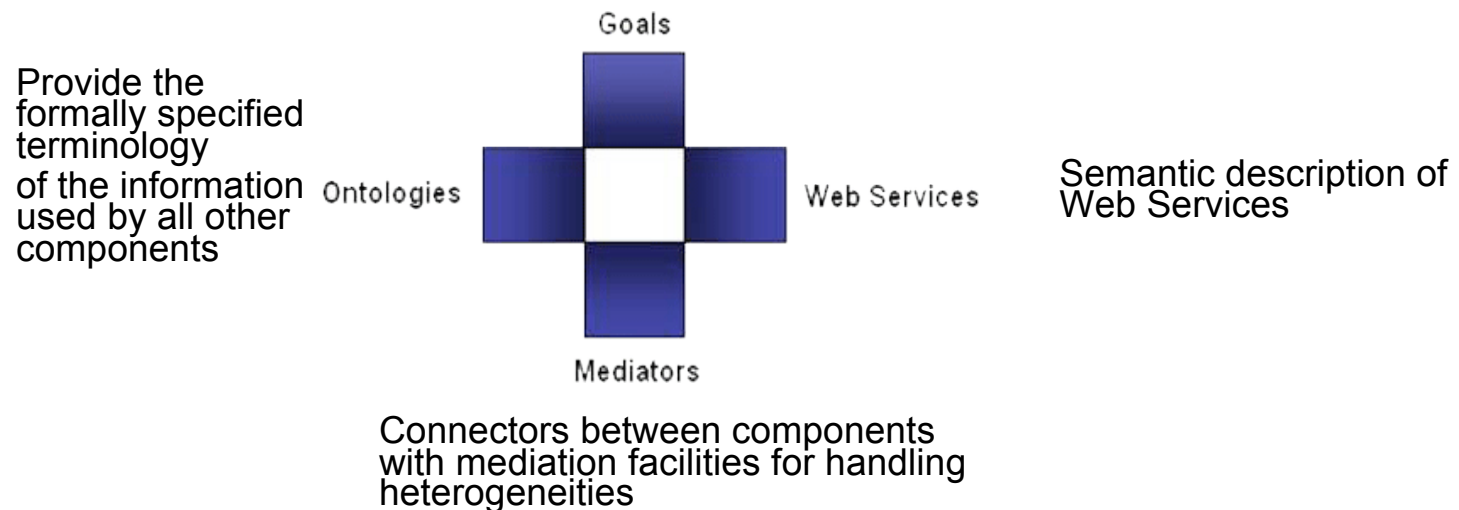 Goals
Provide the
formally specified
terminology
of the information
used by all other
components
Ontologies
Web Services
Semantic description of
Web Services
Mediators
Connectors between components
with mediation facilities for handling
heterogeneities